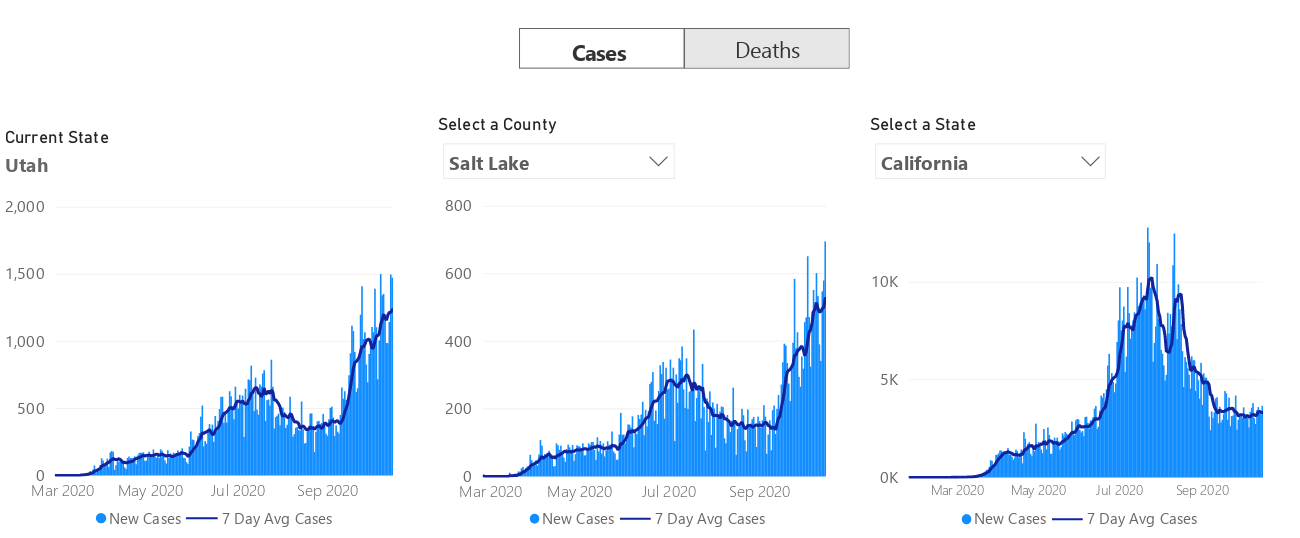 Cases Deaths
Current State
Utah
2,000
1,500
1,000
500
0
Mar 2020 May 2020 Jul 2020 Sep 2020
New Cases 7 Day Avg Cases
Select a County
Salt Lake
800
600
400
200
0
Mar 2020 May 2020 Jul 2020 Sep 2020
New Cases 7 Day Avg Cases
Select a State
California
10K
5K
0K
Mar 2020 May 2020 Jul 2020 Sep 2020
New Cases 7 Day Avg Cases